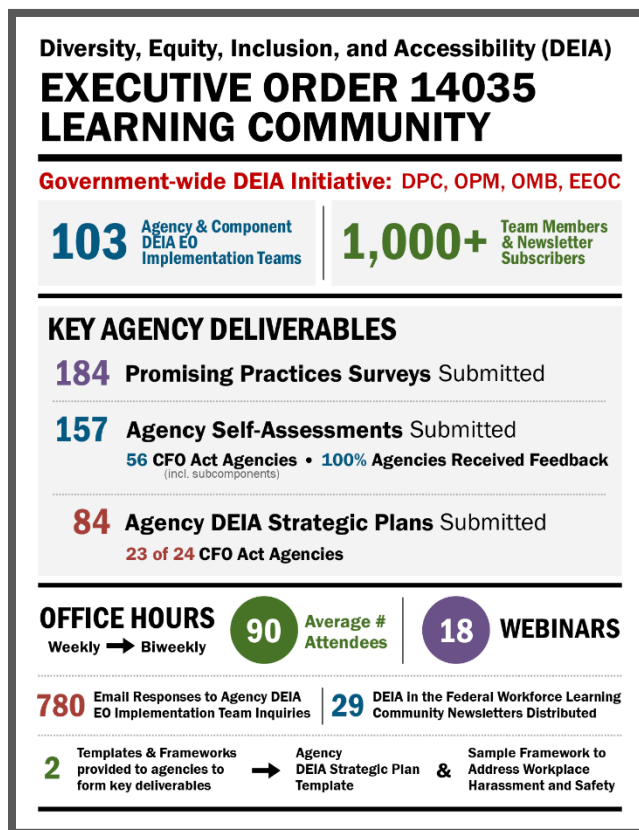 Diversity, Equity, Inclusion, and Accessibility (DEIA)
EXECUTIVE ORDER 14035
LEARNING COMMUNITY
Government-wide DEIA Initiative: DPC, OPM, OMB, EEOC
103
Agency & Component
DEIA EO
Implementation Teams
1,000+
Team Members
& Newsletter
Subscribers
KEY AGENCY DELIVERABLES
184 Promising Practices Surveys Submitted
157 Agency Self-Assessments Submitted
56 CFO Act Agencies • 100% Agencies Received Feedback
(incl. subcomponents)
84 Agency DEIA Strategic Plans Submitted
23 of 24 CFO Act Agencies
OFFICE HOURS
Weekly → Biweekly
90
Average #
Attendees
18
WEBINARS
780
Email Responses to Agency DEIA
EO Implementation Team Inquiries
29
DEIA in the Federal Workforce Learning
Community Newsletters Distributed
2
Templates & Frameworks
provided to agencies to
form key deliverables
→
Agency
DEIA Strategic Plan
Template
&
Sample Framework to
Address Workplace
Harassment and Safety